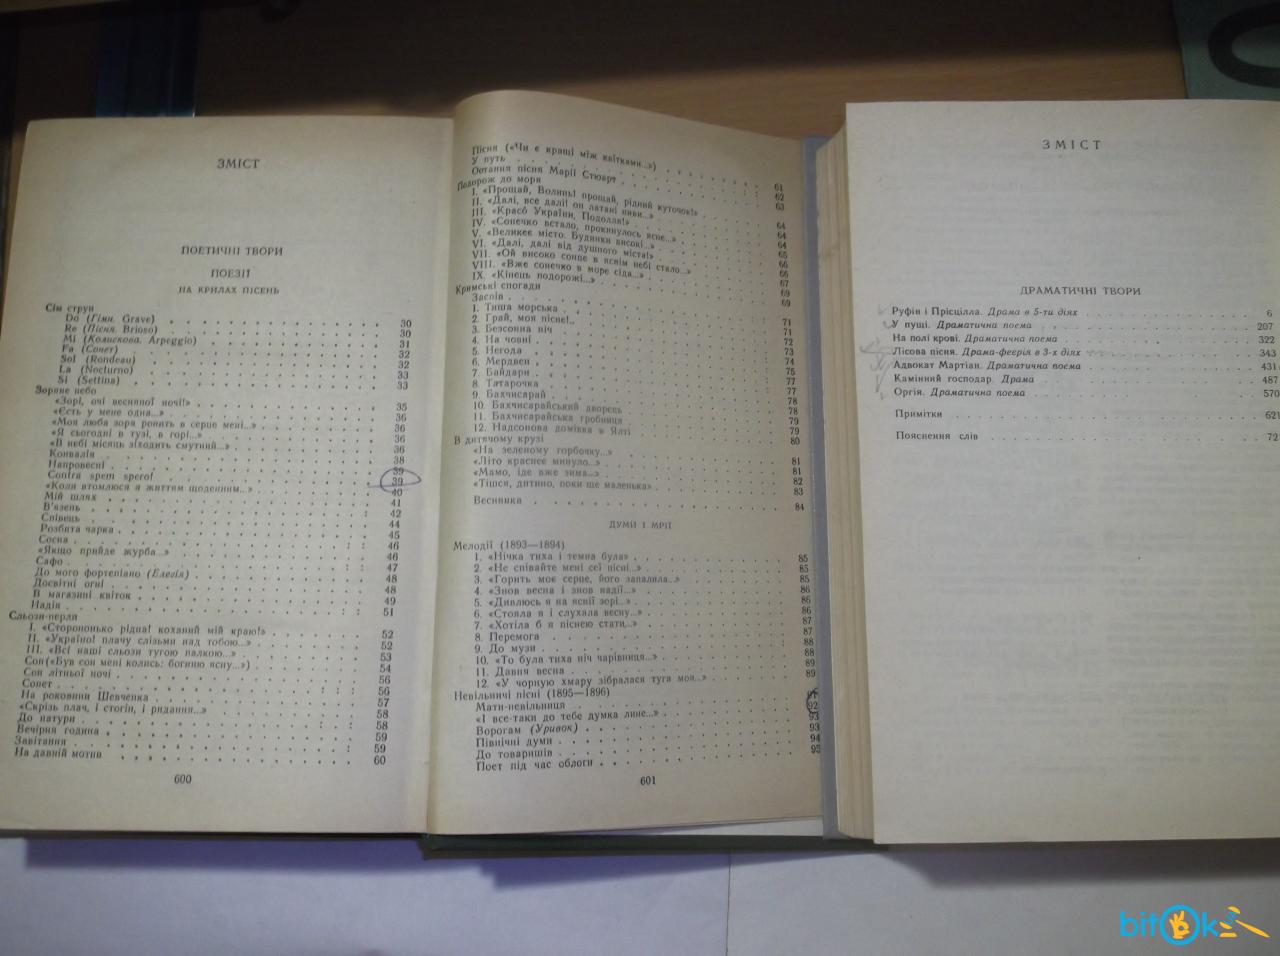 ЗМІСТ
ПОЕТИЧНІ ТВОРИ
ПОЕЗІЇ
НА КРИЛАХ ПІСЕНЬ
Сім струн
Do (Гімн. Grave) 30
Re (Пісня. Brioso) 30
Mi (Колискова. Arpeggio) 31
Fa (Сонет) 32
Sol (Rondeau) 32
La (Nocturno) 33
Si (Settina) 33
Зоряне небо
«Зорі, очі весняної ночі!» 35
«Єсть у мене одна...» 36
«Моя люба зоря ронить в серце мені...» 36
«Я сьогодні в тузі, в горі...» 36
«В небі місяць зіходить смутний...» 36
Конвалія 38
Напровесні 39
Contra spem spero! 39
«Коли втомлюся я життям щоденним...» 40
Мій шлях 41
В'язень 42
Співець 44
Розбита чарка 45
Сосна 46
«Якщо прийде журба...» 46
Сафо 47
До мого фортепіано (Елегія) 48
Досвітні огні 48
В магазині квіток 49
Надія 51
Сльози-перли
I. «Сторононько рідна! коханий мій краю!» 52
II. «Україно! плачу слізьми над тобою...» 52
III. «Всі наші сльози тугою палкою...» 53
Сон («Був сон мені колись: богиню ясну...») 54
Сон літньої ночі 56
Сонет 56
На роковини Шевченка 57
«Скрізь плач, і стогін, і ридання...» 58
До натури 58
Вечірня година 59
Завітання 59
На давній мотив 60
600
Пісня («Чи є кращі між квітками...») 61
У путь 62
Остання пісня Марії Стюарт 63
Подорож до моря
I. «Прощай, Волинь! прощай, рідний куточок!» 64
II. «Далі, все далі! он латані ниви...» 64
III. «Красо України, Подолля!» 64
IV. «Сонечко встало, прокинулось ясне...» 65
V. «Великеє місто. Будинки високі...» 66
VI. «Далі, далі від душного міста!» 66
VII. «Ой високо сонце в яснім небі стало...» 67
VIII. «Вже сонечко в море сіда...» 69
IX. «Кінець подорожі...» 69
Кримські спогади
Заспів 71
1. Тиша морська 71
2. Грай, моя пісне!.. 72
3. Безсонна ніч 73
4. На човні 74
5. Негода 75
6. Мердвен 77
7. Байдари 77
8. Татарочка 78
9. Бахчисарай 78
10. Бахчисарайський дворець 79
11. Бахчисарайська гробниця 79
12. Надсонова домівка в Ялті 80
В дитячому крузі
«На зеленому горбочку...» 81
«Літо краснеє минуло...» 81
«Мамо, іде вже зима...» 82
«Тішся, дитино, поки ще маленька» 83
Веснянка 84
ДУМИ І МРІЇ
Мелодії (1893—1894)
1. «Нічка тиха і темна була» 85
2. «Не співайте мені сеї пісні...» 85
3. «Горить моє серце, його запалила...» 85
4. «Знов весна і знов надії...» 86
5. «Дивлюсь я на яснії зорі...» 86
6. «Стояла я і слухала весну...» 86
7. «Хотіла б я піснею стати...» 87
8. Перемога 87
9. До музи 88
10. «То була тиха ніч чарівниця...» 88
11. Давня весна 89
12. «У чорную хмару зібралася туга моя...» 89
Невільничі пісні (1895—1896)
Мати-невільниця 91
«І все-таки до тебе думка лине...» 92
Ворогам (Уривок) 93
Північні думи 93
До товаришів 94
Поет під час облоги 95
601
ЗМІСТ
ДРАМАТИЧНІ ТВОРИ
Руфін і Прісцілла. Драма в 5-ти діях 6
У пущі. Драматична поема 207
На полі крові. Драматична поема 322
Лісова пісня. Драма-феєрія в 3-х діях 343
Адвокат Мартіан. Драматична поема 431
Камінний господар. Драма 487
Оргія. Драматична поема 570
Примітки 621
Пояснення слів 72
bitOk